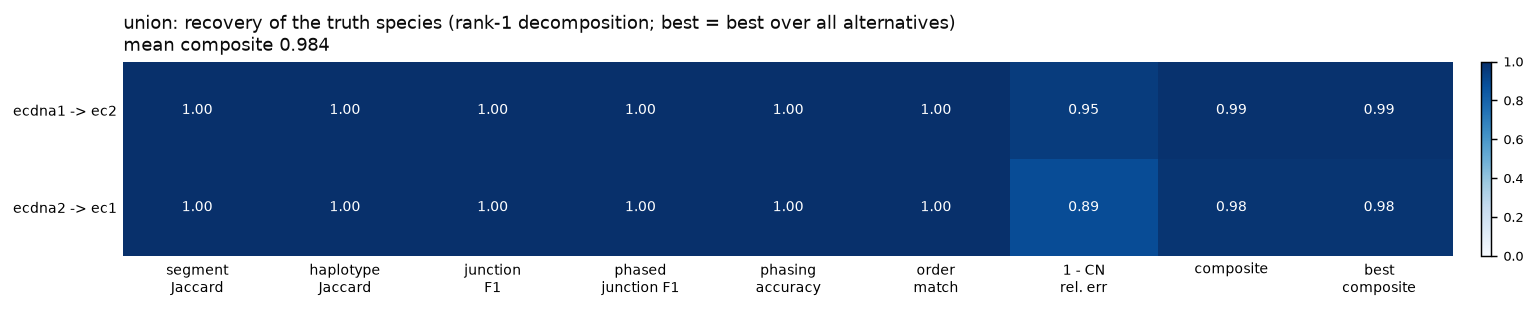 union: recovery of the truth species (rank-1 decomposition; best = best over all alternatives)
mean composite 0.984
ecdna1 -> ec2
1.00 1.00 1.00 1.00 1.00 1.00 0.95 0.99 0.99
ecdna2 -> ec1
1.00 1.00 1.00 1.00 1.00 1.00 0.89 0.98 0.98
segment
Jaccard
haplotype
Jaccard
junction
F1
phased
junction F1
phasing
accuracy
order
match
1 - CN
rel. err
composite
best
composite
1.0
0.8
0.6
0.4
0.2
0.0